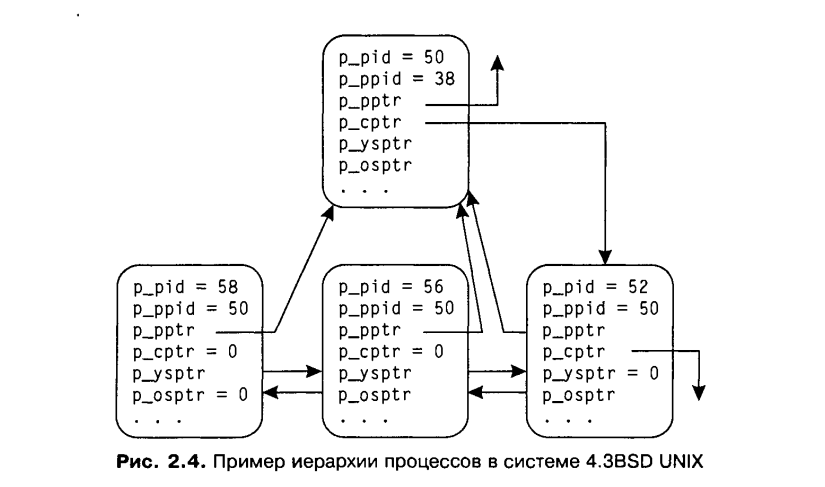 p_pid = 50
p_ppid = 38
p_pptr
p_cptr
p_ysptr
p_osptr
. . .
p_pid = 58
p_ppid = 50
p_pptr
p_cptr = 0
p_ysptr
p_osptr = 0
. . .
p_pid = 56
p_ppid = 50
p_pptr
p_cptr = 0
p_ysptr
p_osptr
. . .
p_pid = 52
p_ppid = 50
p_pptr
p_cptr
p_ysptr = 0
p_osptr
. . .
Рис. 2.4. Пример иерархии процессов в системе 4.3BSD UNIX